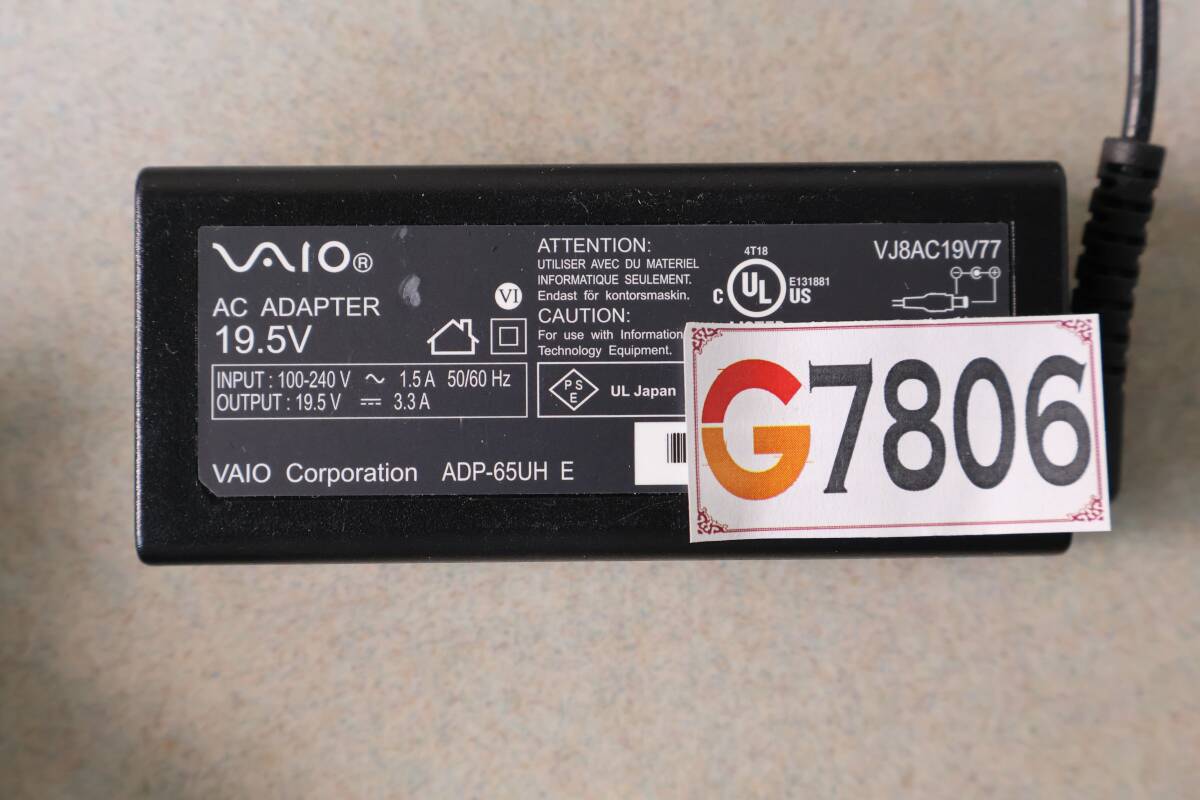 VAIO®
AC ADAPTER
19.5V
VI
INPUT : 100-240 V ~ 1.5 A 50/60 Hz
OUTPUT : 19.5 V ⎓ 3.3 A
VAIO Corporation ADP-65UH E
ATTENTION:
UTILISER AVEC DU MATERIEL
INFORMATIQUE SEULEMENT.
Endast för kontorsmaskin.
CAUTION:
For use with Information
Technology Equipment.
PS
E
UL Japan
4T18
C UL US
E131881
VJ8AC19V77
G7806